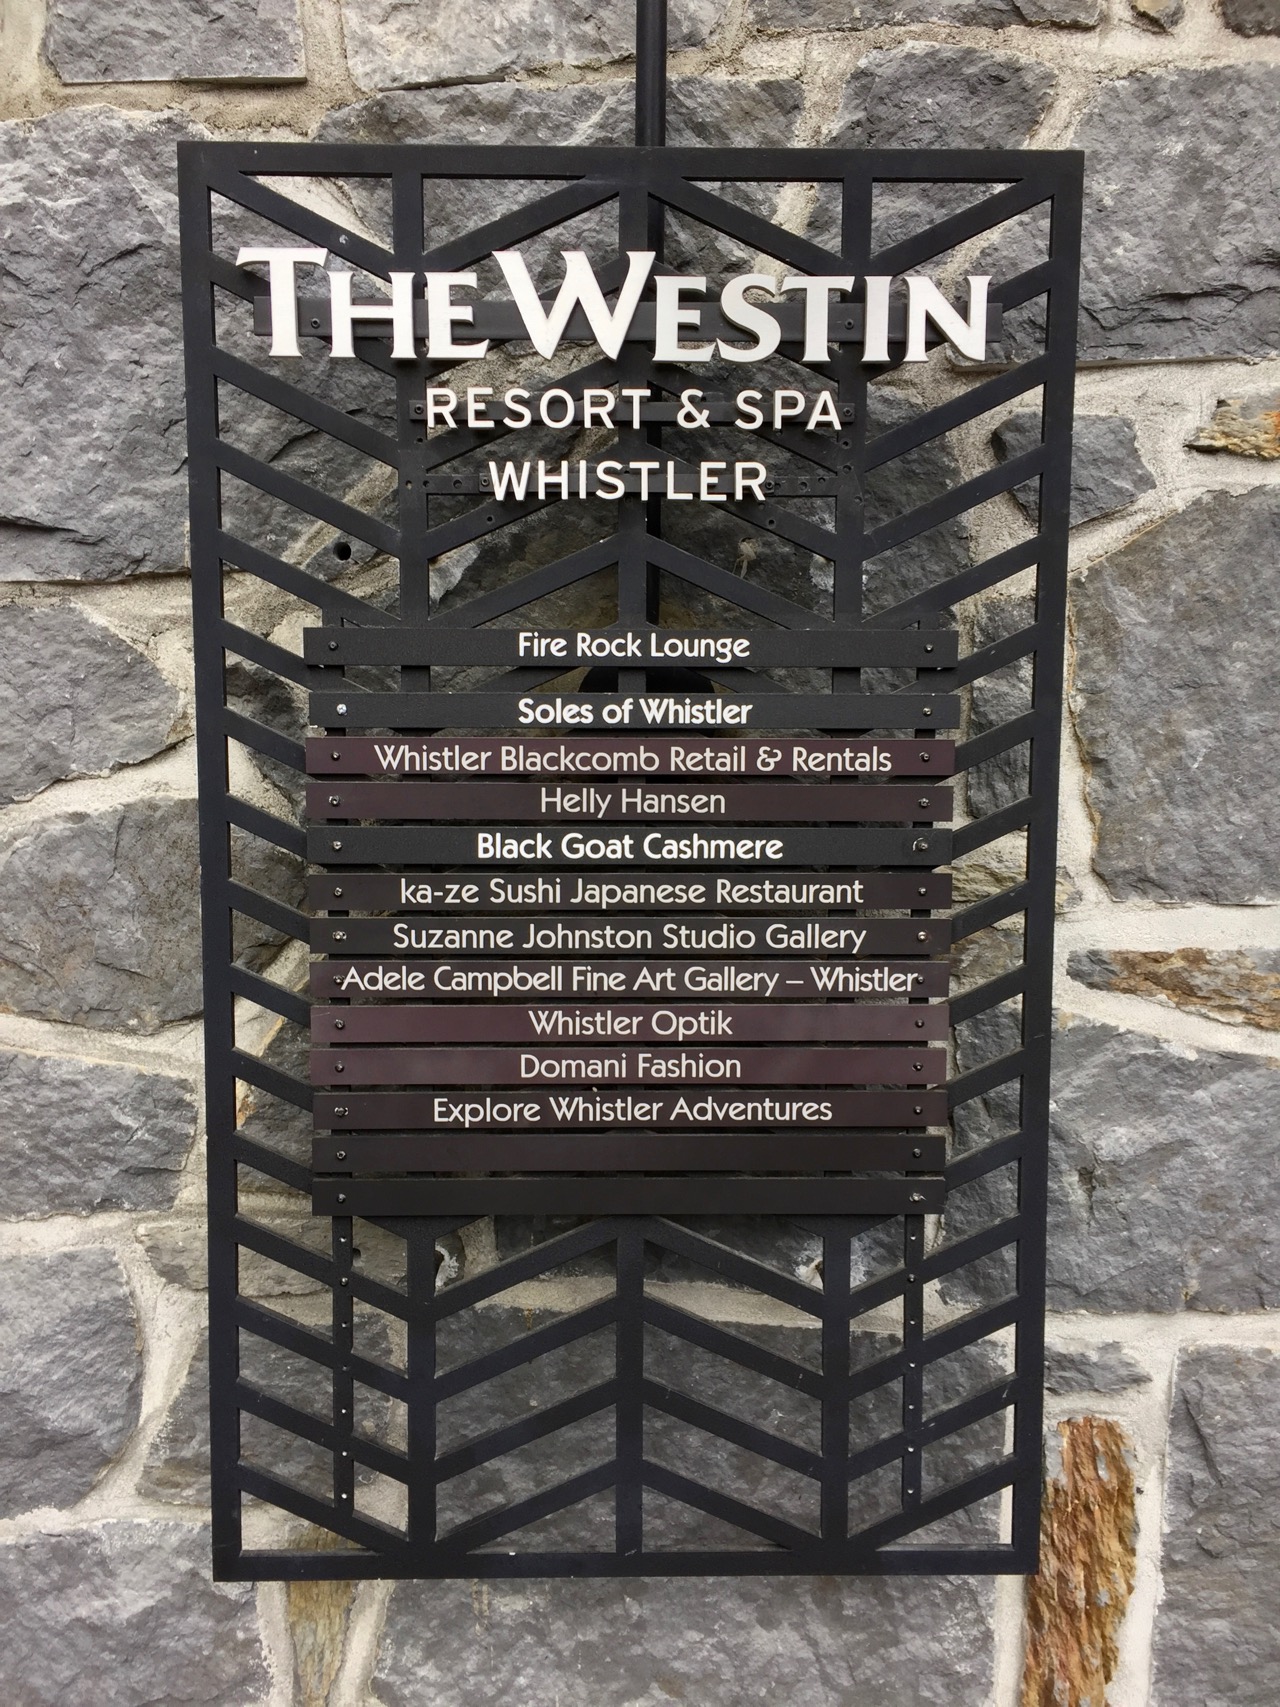 THE WESTIN
RESORT & SPA
WHISTLER
Fire Rock Lounge
Soles of Whistler
Whistler Blackcomb Retail & Rentals
Helly Hansen
Black Goat Cashmere
ka-ze Sushi Japanese Restaurant
Suzanne Johnston Studio Gallery
Adele Campbell Fine Art Gallery – Whistler
Whistler Optik
Domani Fashion
Explore Whistler Adventures